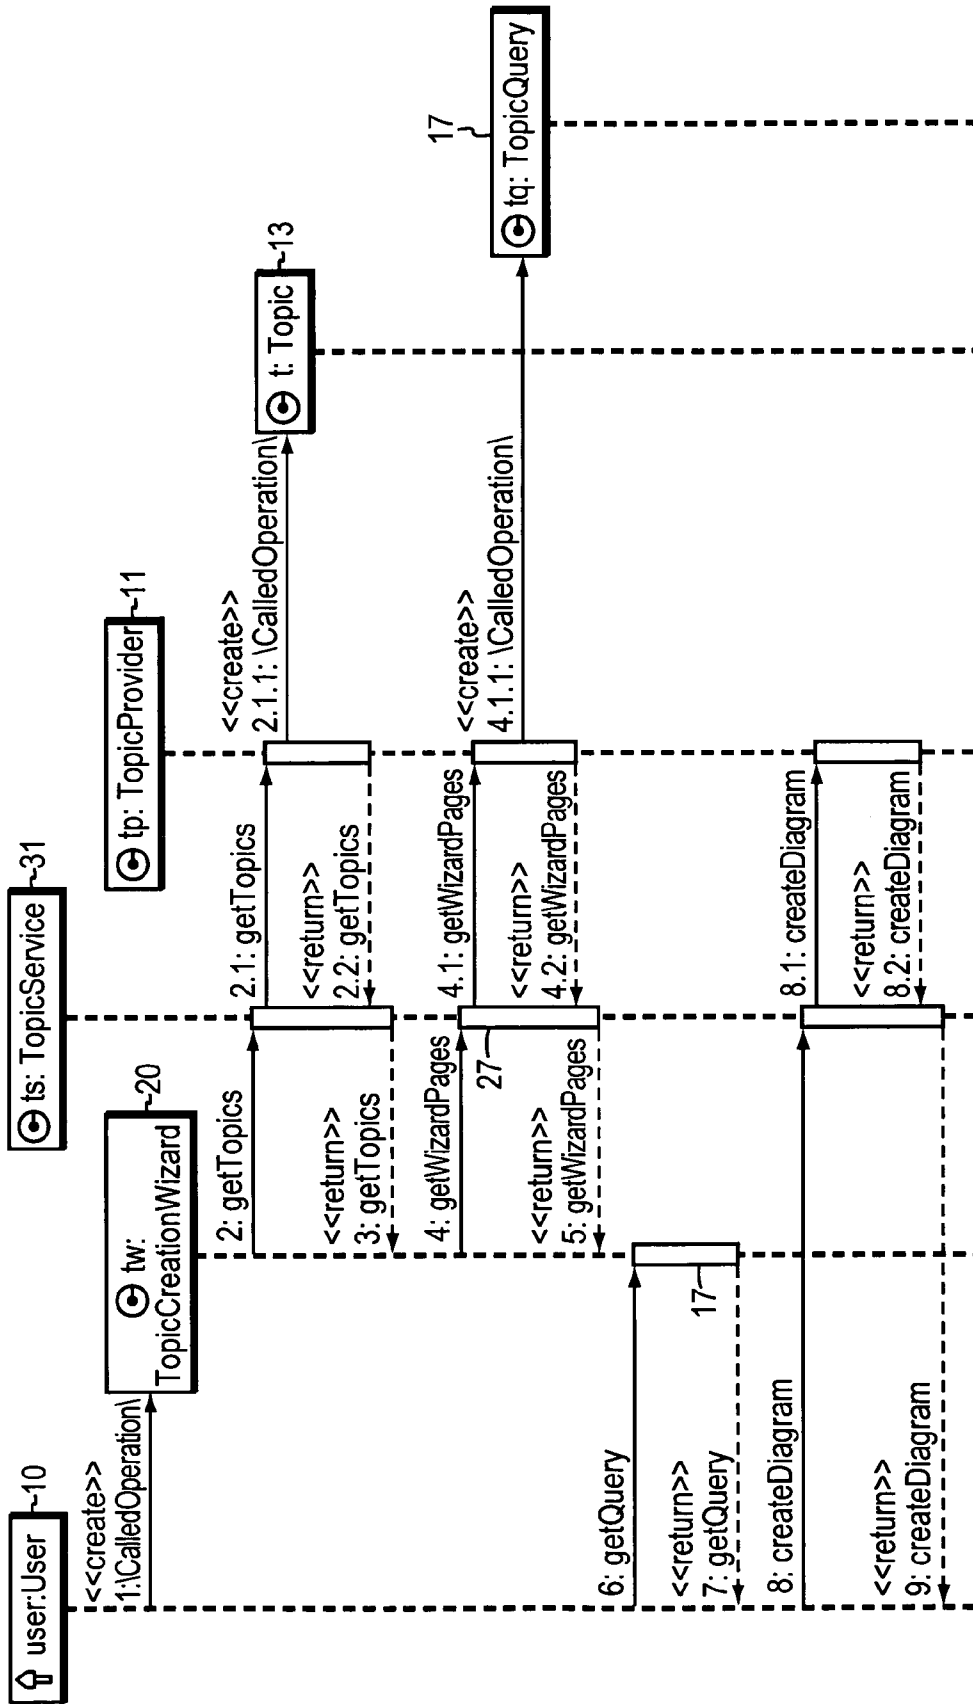 user:User
10
<<create>>
1:\CalledOperation\
tw:
TopicCreationWizard
20
ts: TopicService
31
tp: TopicProvider
11
2: getTopics
2.1: getTopics
<<create>>
2.1.1: \CalledOperation\
t: Topic
13
<<return>>
2.2: getTopics
<<return>>
3: getTopics
4: getWizardPages
27
4.1: getWizardPages
<<create>>
4.1.1: \CalledOperation\
tq: TopicQuery
17
<<return>>
4.2: getWizardPages
<<return>>
5: getWizardPages
6: getQuery
17
<<return>>
7: getQuery
8: createDiagram
8.1: createDiagram
<<return>>
8.2: createDiagram
<<return>>
9: createDiagram